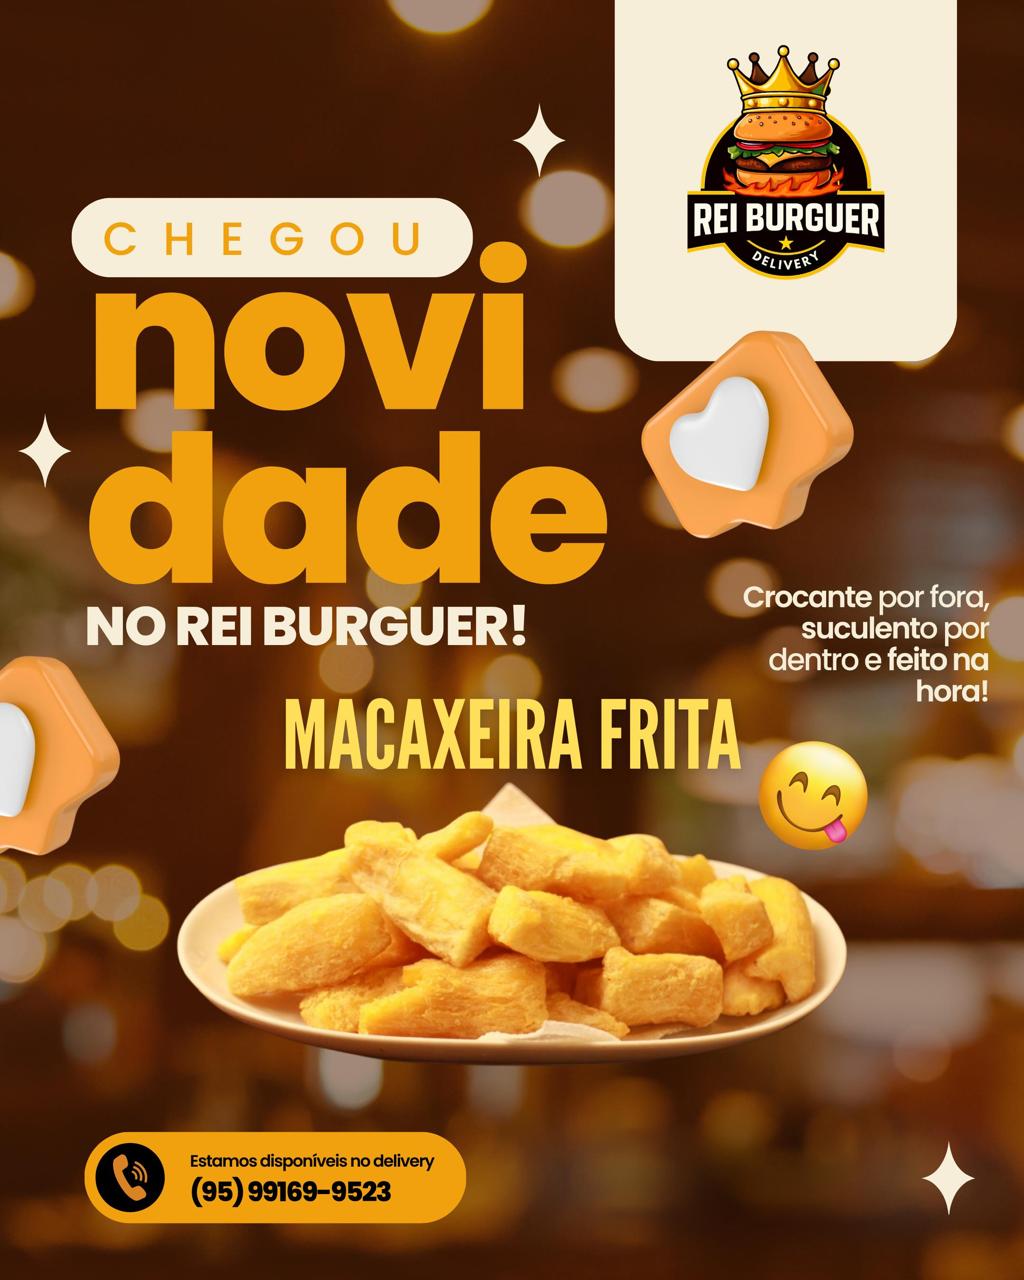 REI BURGUER
DELIVERY
CHEGOU
novi
dade
NO REI BURGUER!
Crocante por fora,
suculento por
dentro e feito na
hora!
MACAXEIRA FRITA
Estamos disponíveis no delivery
(95) 99169-9523